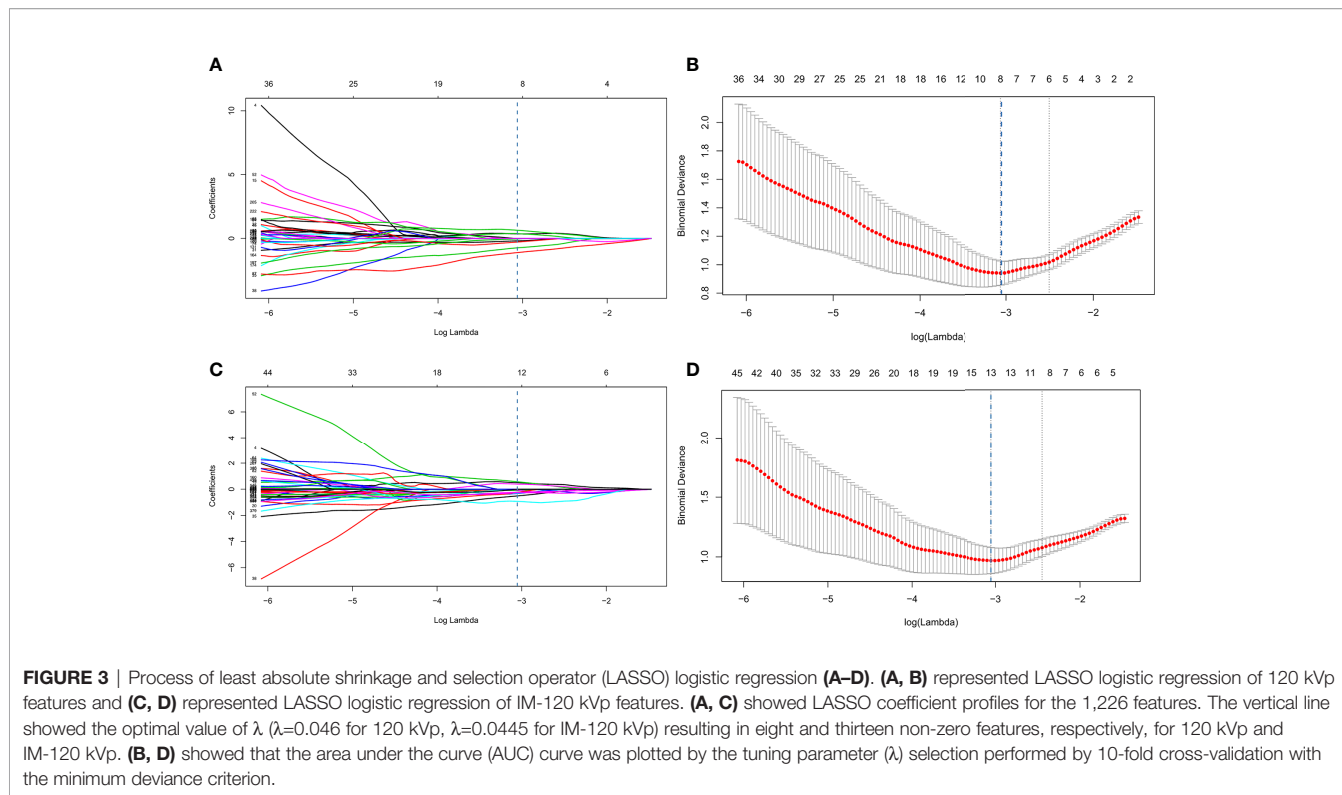 A
36 25 19 8 4
10
5
0
Coefficients
−6 −5 −4 −3 −2
Log Lambda
B
36 34 30 29 27 25 25 21 18 18 16 12 10 8 7 7 6 5 4 3 2 2
2.0
1.8
1.6
1.4
1.2
1.0
0.8
Binomial Deviance
−6 −5 −4 −3 −2
log(Lambda)
C
44 33 18 12 6
6
4
2
0
−2
−4
−6
Coefficients
−6 −5 −4 −3 −2
Log Lambda
D
45 42 40 35 32 33 29 26 20 18 19 19 15 13 13 11 8 7 6 6 5
2.0
1.5
1.0
Binomial Deviance
−6 −5 −4 −3 −2
log(Lambda)
FIGURE 3 | Process of least absolute shrinkage and selection operator (LASSO) logistic regression (A–D). (A, B) represented LASSO logistic regression of 120 kVp
features and (C, D) represented LASSO logistic regression of IM-120 kVp features. (A, C) showed LASSO coefficient profiles for the 1,226 features. The vertical line
showed the optimal value of λ (λ=0.046 for 120 kVp, λ=0.0445 for IM-120 kVp) resulting in eight and thirteen non-zero features, respectively, for 120 kVp and
IM-120 kVp. (B, D) showed that the area under the curve (AUC) curve was plotted by the tuning parameter (λ) selection performed by 10-fold cross-validation with
the minimum deviance criterion.